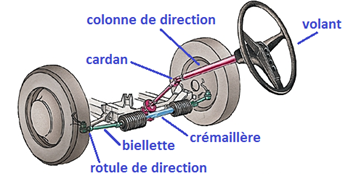 colonne de direction
volant
cardan
crémaillère
biellette
rotule de direction